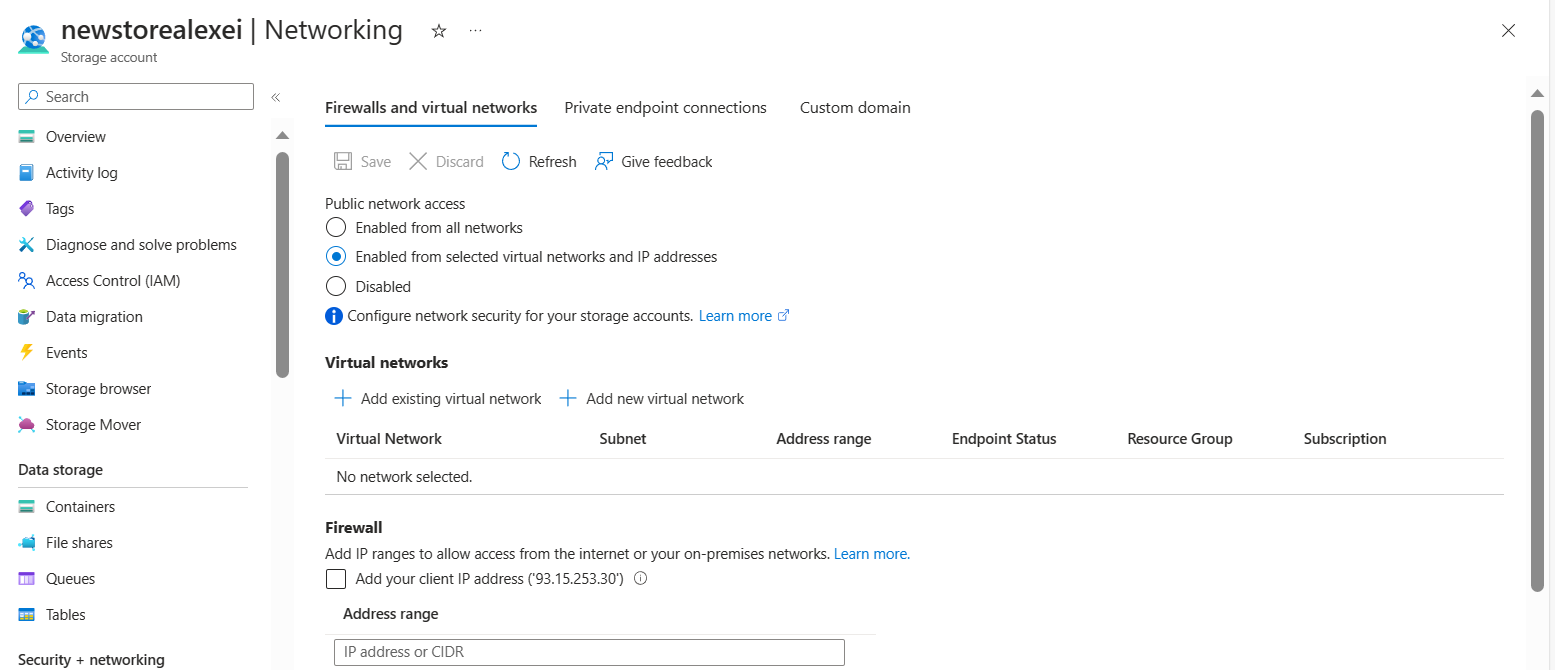 newstorealexei | Networking
Storage account
Search
Overview
Activity log
Tags
Diagnose and solve problems
Access Control (IAM)
Data migration
Events
Storage browser
Storage Mover
Data storage
Containers
File shares
Queues
Tables
Security + networking
Firewalls and virtual networks Private endpoint connections Custom domain
Save Discard Refresh Give feedback
Public network access
Enabled from all networks
Enabled from selected virtual networks and IP addresses
Disabled
Configure network security for your storage accounts. Learn more
Virtual networks
Add existing virtual network Add new virtual network
Virtual Network Subnet Address range Endpoint Status Resource Group Subscription
No network selected.
Firewall
Add IP ranges to allow access from the internet or your on-premises networks. Learn more.
Add your client IP address ('93.15.253.30')
Address range
IP address or CIDR